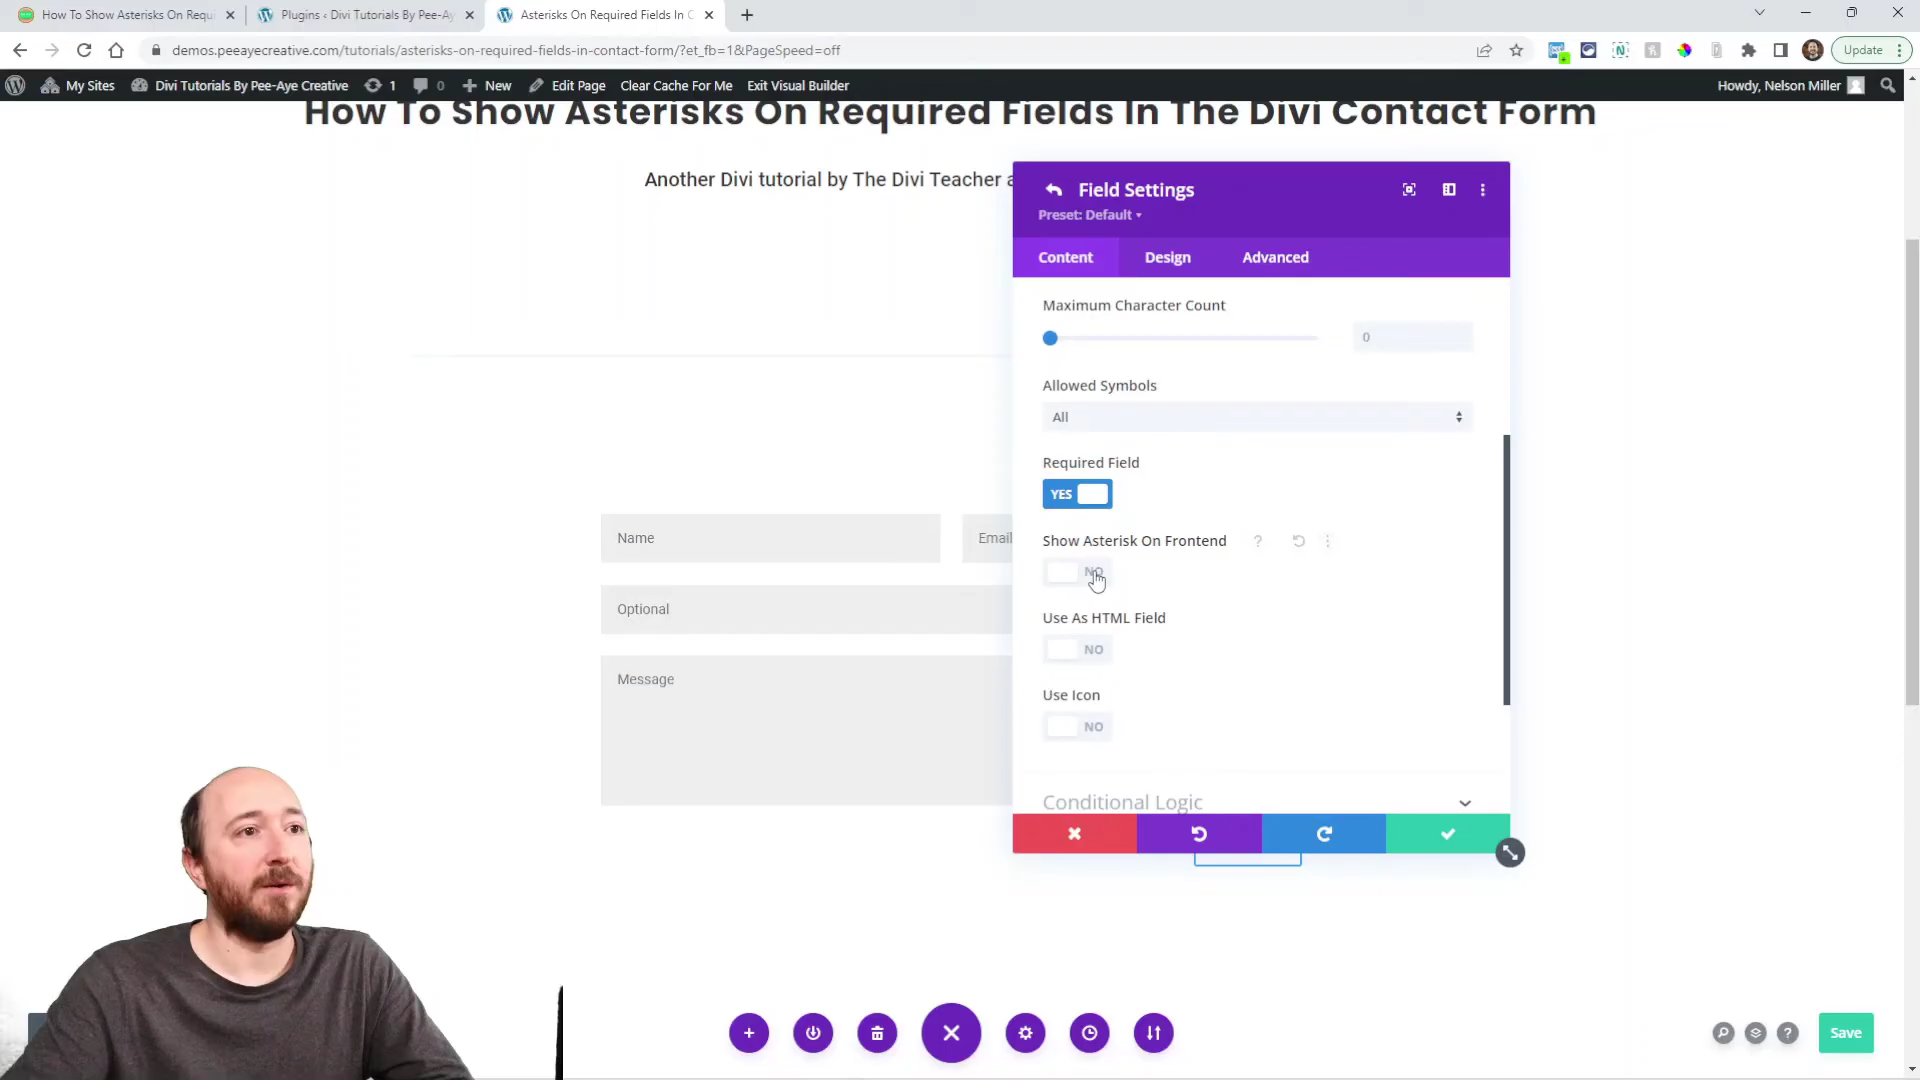 How To Show Asterisks On Requi
Plugins ‹ Divi Tutorials By Pee-Ay
Asterisks On Required Fields In C
demos.peeayecreative.com/tutorials/asterisks-on-required-fields-in-contact-form/?et_fb=1&PageSpeed=off
Update
My Sites
Divi Tutorials By Pee-Aye Creative
1
0
New
Edit Page
Clear Cache For Me
Exit Visual Builder
Howdy, Nelson Miller
How To Show Asterisks On Required Fields In The Divi Contact Form
Another Divi tutorial by The Divi Teacher a
Field Settings
Preset: Default
Content
Design
Advanced
Maximum Character Count
0
Allowed Symbols
All
Required Field
YES
Show Asterisk On Frontend
?
NO
Use As HTML Field
NO
Use Icon
NO
Conditional Logic
Name
Email
Optional
Message
?
Save